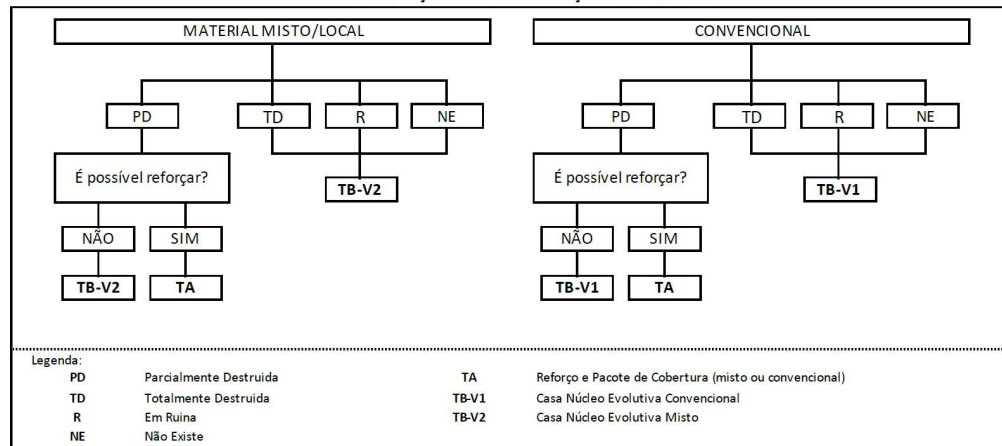 MATERIAL MISTO/LOCAL
PD
TD
R
NE
É possível reforçar?
TB-V2
NÃO
SIM
TB-V2
TA
CONVENCIONAL
PD
TD
R
NE
É possível reforçar?
TB-V1
NÃO
SIM
TB-V1
TA
Legenda:
PD Parcialmente Destruida
TD Totalmente Destruida
R Em Ruina
NE Não Existe
TA Reforço e Pacote de Cobertura (misto ou convencional)
TB-V1 Casa Núcleo Evolutiva Convencional
TB-V2 Casa Núcleo Evolutiva Misto